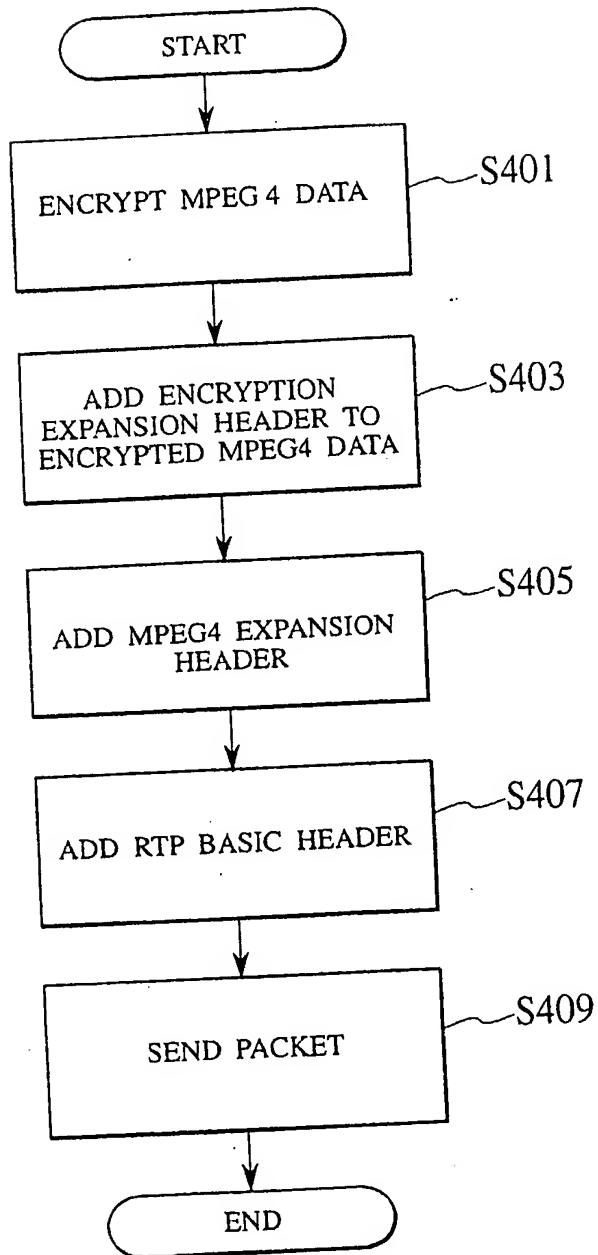 START
ENCRYPT MPEG 4 DATA
S401
ADD ENCRYPTION
EXPANSION HEADER TO
ENCRYPTED MPEG4 DATA
S403
ADD MPEG4 EXPANSION
HEADER
S405
ADD RTP BASIC HEADER
S407
SEND PACKET
S409
END